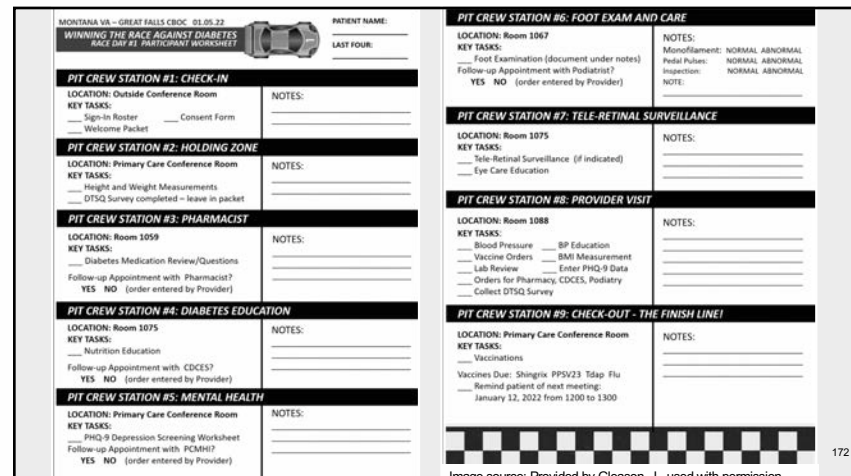 MONTANA VA – GREAT FALLS CBOC 01.05.22
WINNING THE RACE AGAINST DIABETES
RACE DAY #1 PARTICIPANT WORKSHEET
PATIENT NAME:
LAST FOUR:
PIT CREW STATION #1: CHECK-IN
LOCATION: Outside Conference Room
KEY TASKS:
___ Sign-In Roster ___ Consent Form
___ Welcome Packet
NOTES:
PIT CREW STATION #2: HOLDING ZONE
LOCATION: Primary Care Conference Room
KEY TASKS:
___ Height and Weight Measurements
___ DTSQ Survey completed – leave in packet
NOTES:
PIT CREW STATION #3: PHARMACIST
LOCATION: Room 1059
KEY TASKS:
___ Diabetes Medication Review/Questions
Follow-up Appointment with Pharmacist?
YES NO (order entered by Provider)
NOTES:
PIT CREW STATION #4: DIABETES EDUCATION
LOCATION: Room 1075
KEY TASKS:
___ Nutrition Education
Follow-up Appointment with CDCES?
YES NO (order entered by Provider)
NOTES:
PIT CREW STATION #5: MENTAL HEALTH
LOCATION: Primary Care Conference Room
KEY TASKS:
___ PHQ-9 Depression Screening Worksheet
Follow-up Appointment with PCMHI?
YES NO (order entered by Provider)
NOTES:
PIT CREW STATION #6: FOOT EXAM AND CARE
LOCATION: Room 1067
KEY TASKS:
___ Foot Examination (document under notes)
Follow-up Appointment with Podiatrist?
YES NO (order entered by Provider)
NOTES:
Monofilament: NORMAL ABNORMAL
Pedal Pulses: NORMAL ABNORMAL
Inspection: NORMAL ABNORMAL
NOTE:
PIT CREW STATION #7: TELE-RETINAL SURVEILLANCE
LOCATION: Room 1075
KEY TASKS:
___ Tele-Retinal Surveillance (if indicated)
___ Eye Care Education
NOTES:
PIT CREW STATION #8: PROVIDER VISIT
LOCATION: Room 1088
KEY TASKS:
___ Blood Pressure ___ BP Education
___ Vaccine Orders ___ BMI Measurement
___ Lab Review ___ Enter PHQ-9 Data
___ Orders for Pharmacy, CDCES, Podiatry
___ Collect DTSQ Survey
NOTES:
PIT CREW STATION #9: CHECK-OUT - THE FINISH LINE!
LOCATION: Primary Care Conference Room
KEY TASKS:
___ Vaccinations
Vaccines Due: Shingrix PPSV23 Tdap Flu
___ Remind patient of next meeting:
January 12, 2022 from 1200 to 1300
NOTES:
172
Image source: Provided by Gleason, J., used with permission